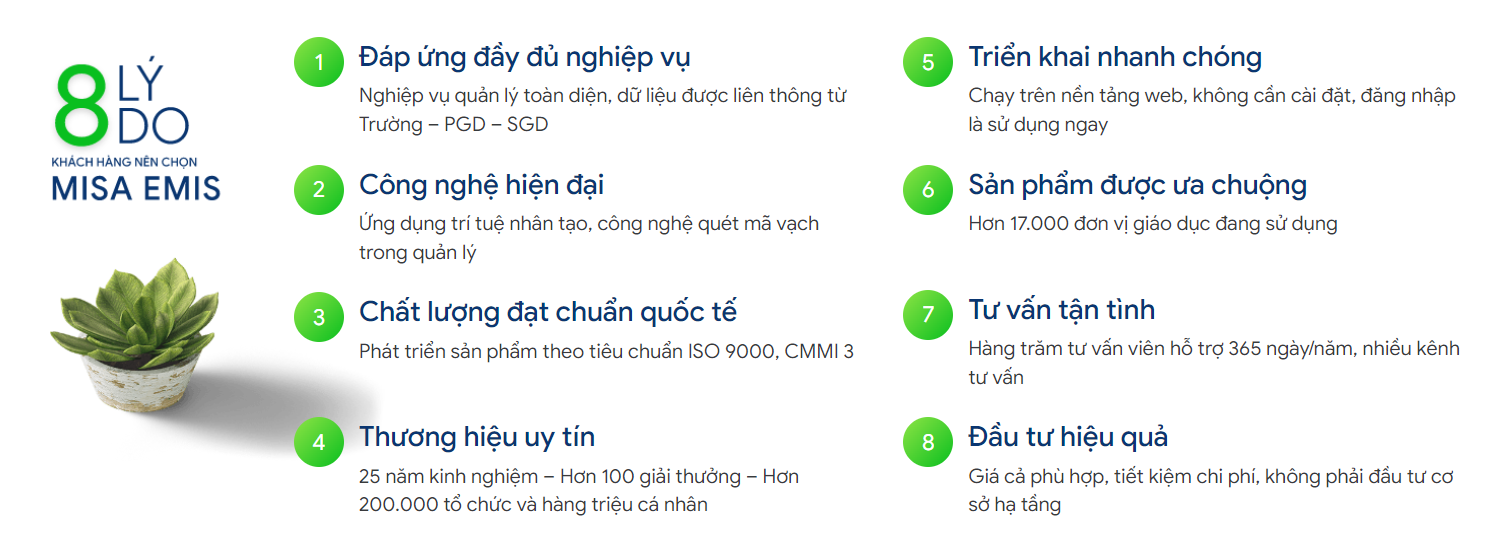 8 LÝ
DO
KHÁCH HÀNG NÊN CHỌN
MISA EMIS
1 Đáp ứng đầy đủ nghiệp vụ
Nghiệp vụ quản lý toàn diện, dữ liệu được liên thông từ
Trường – PGD – SGD
2 Công nghệ hiện đại
Ứng dụng trí tuệ nhân tạo, công nghệ quét mã vạch
trong quản lý
3 Chất lượng đạt chuẩn quốc tế
Phát triển sản phẩm theo tiêu chuẩn ISO 9000, CMMI 3
4 Thương hiệu uy tín
25 năm kinh nghiệm – Hơn 100 giải thưởng – Hơn
200.000 tổ chức và hàng triệu cá nhân
5 Triển khai nhanh chóng
Chạy trên nền tảng web, không cần cài đặt, đăng nhập
là sử dụng ngay
6 Sản phẩm được ưa chuộng
Hơn 17.000 đơn vị giáo dục đang sử dụng
7 Tư vấn tận tình
Hàng trăm tư vấn viên hỗ trợ 365 ngày/năm, nhiều kênh
tư vấn
8 Đầu tư hiệu quả
Giá cả phù hợp, tiết kiệm chi phí, không phải đầu tư cơ
sở hạ tầng